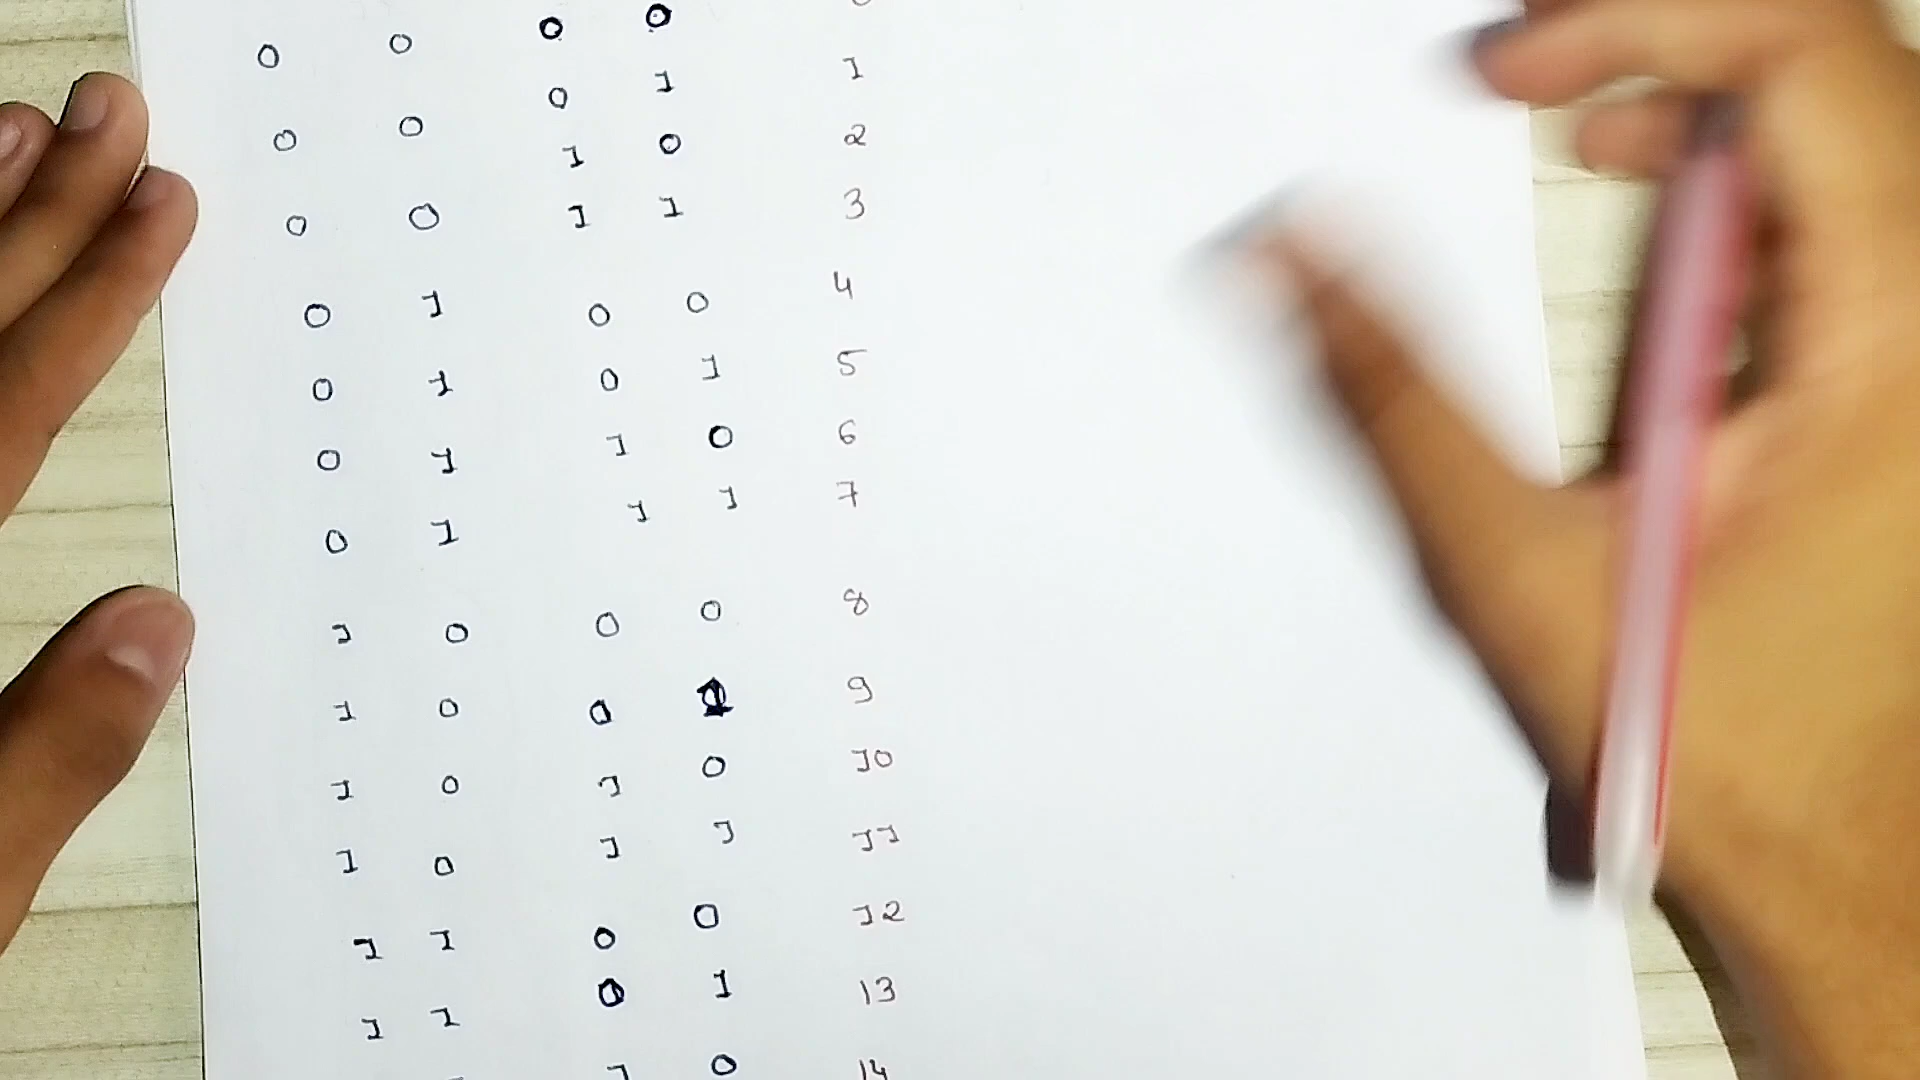 0 0
0 0 0 1 1
0 0 1 0 2
0 0 1 1 3
0 1 0 0 4
0 1 0 1 5
0 1 1 0 6
0 1 1 1 7
1 0 0 0 8
1 0 0 1 9
1 0 1 0 10
1 0 1 1 11
1 1 0 0 12
1 1 0 1 13
1 0 14